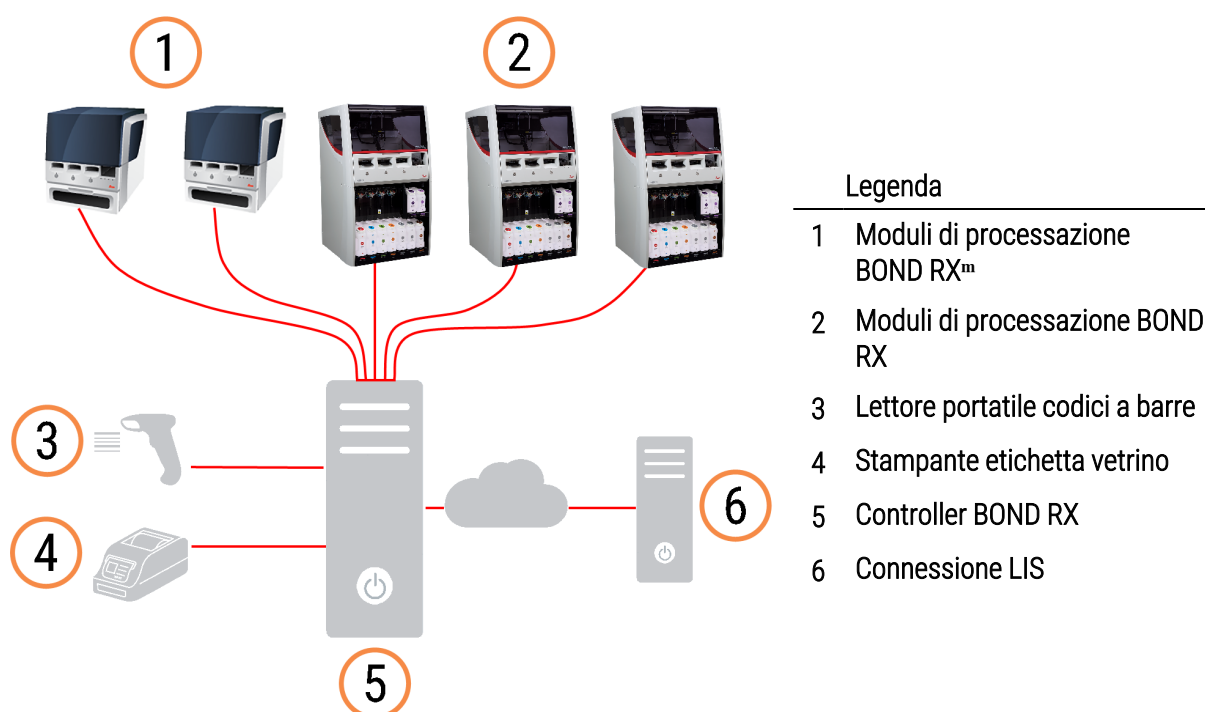 1
2
3
4
5
6
Legenda
1 Moduli di processazione
BOND RXᵐ
2 Moduli di processazione BOND
RX
3 Lettore portatile codici a barre
4 Stampante etichetta vetrino
5 Controller BOND RX
6 Connessione LIS